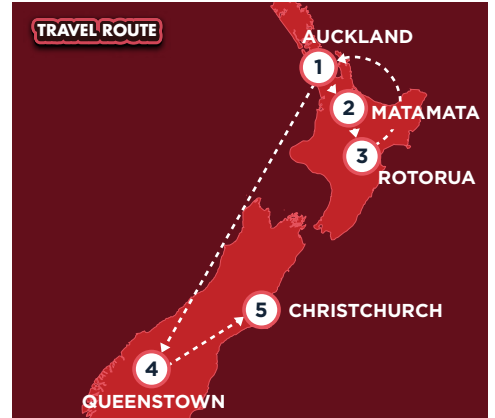 TRAVEL ROUTE
AUCKLAND
1
2
MATAMATA
3
ROTORUA
5
CHRISTCHURCH
4
QUEENSTOWN